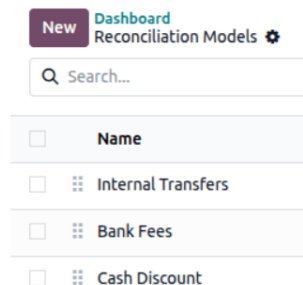 New
Dashboard
Reconciliation Models
Search...
Name
Internal Transfers
Bank Fees
Cash Discount